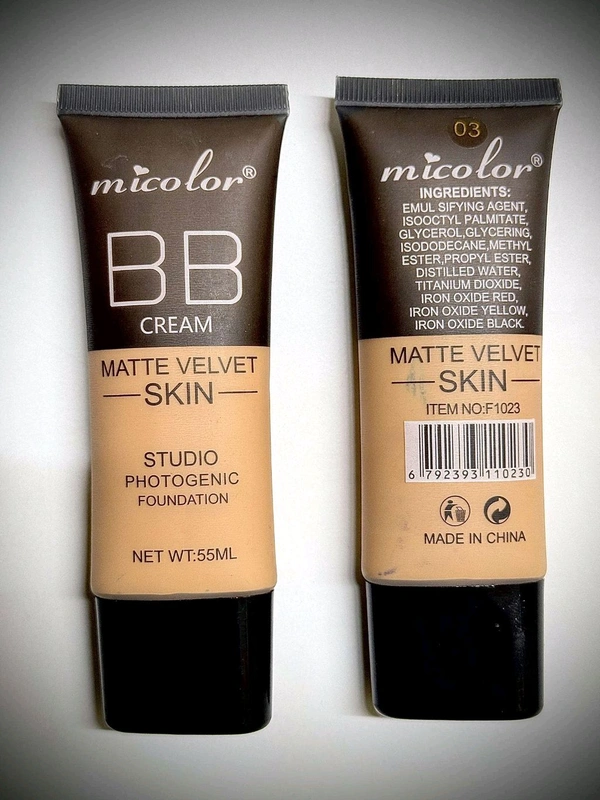 micolor®
BB
CREAM
MATTE VELVET
SKIN
STUDIO
PHOTOGENIC
FOUNDATION
NET WT:55ML
03
micolor®
INGREDIENTS:
EMUL SIFYING AGENT,
ISOOCTYL PALMITATE,
GLYCEROL,GLYCERING,
ISODODECANE,METHYL
ESTER,PROPYL ESTER,
DISTILLED WATER,
TITANIUM DIOXIDE,
IRON OXIDE RED,
IRON OXIDE YELLOW,
IRON OXIDE BLACK.
MATTE VELVET
SKIN
ITEM NO:F1023
6 792393 110230
MADE IN CHINA